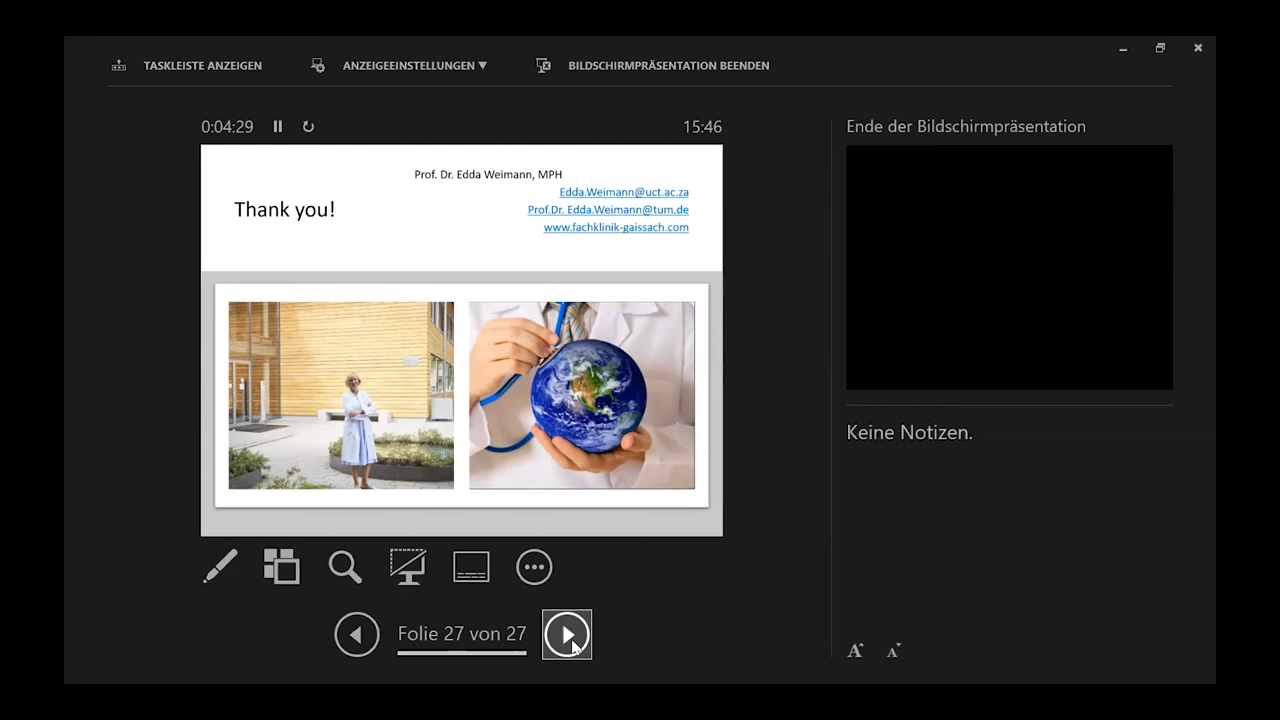 TASKLEISTE ANZEIGEN
ANZEIGEEINSTELLUNGEN ▼
BILDSCHIRMPRÄSENTATION BEENDEN
0:04:29
15:46
Prof. Dr. Edda Weimann, MPH
Edda.Weimann@uct.ac.za
Thank you!
Prof.Dr. Edda.Weimann@tum.de
www.fachklinik-gaissach.com
Folie 27 von 27
Ende der Bildschirmpräsentation
Keine Notizen.
A A